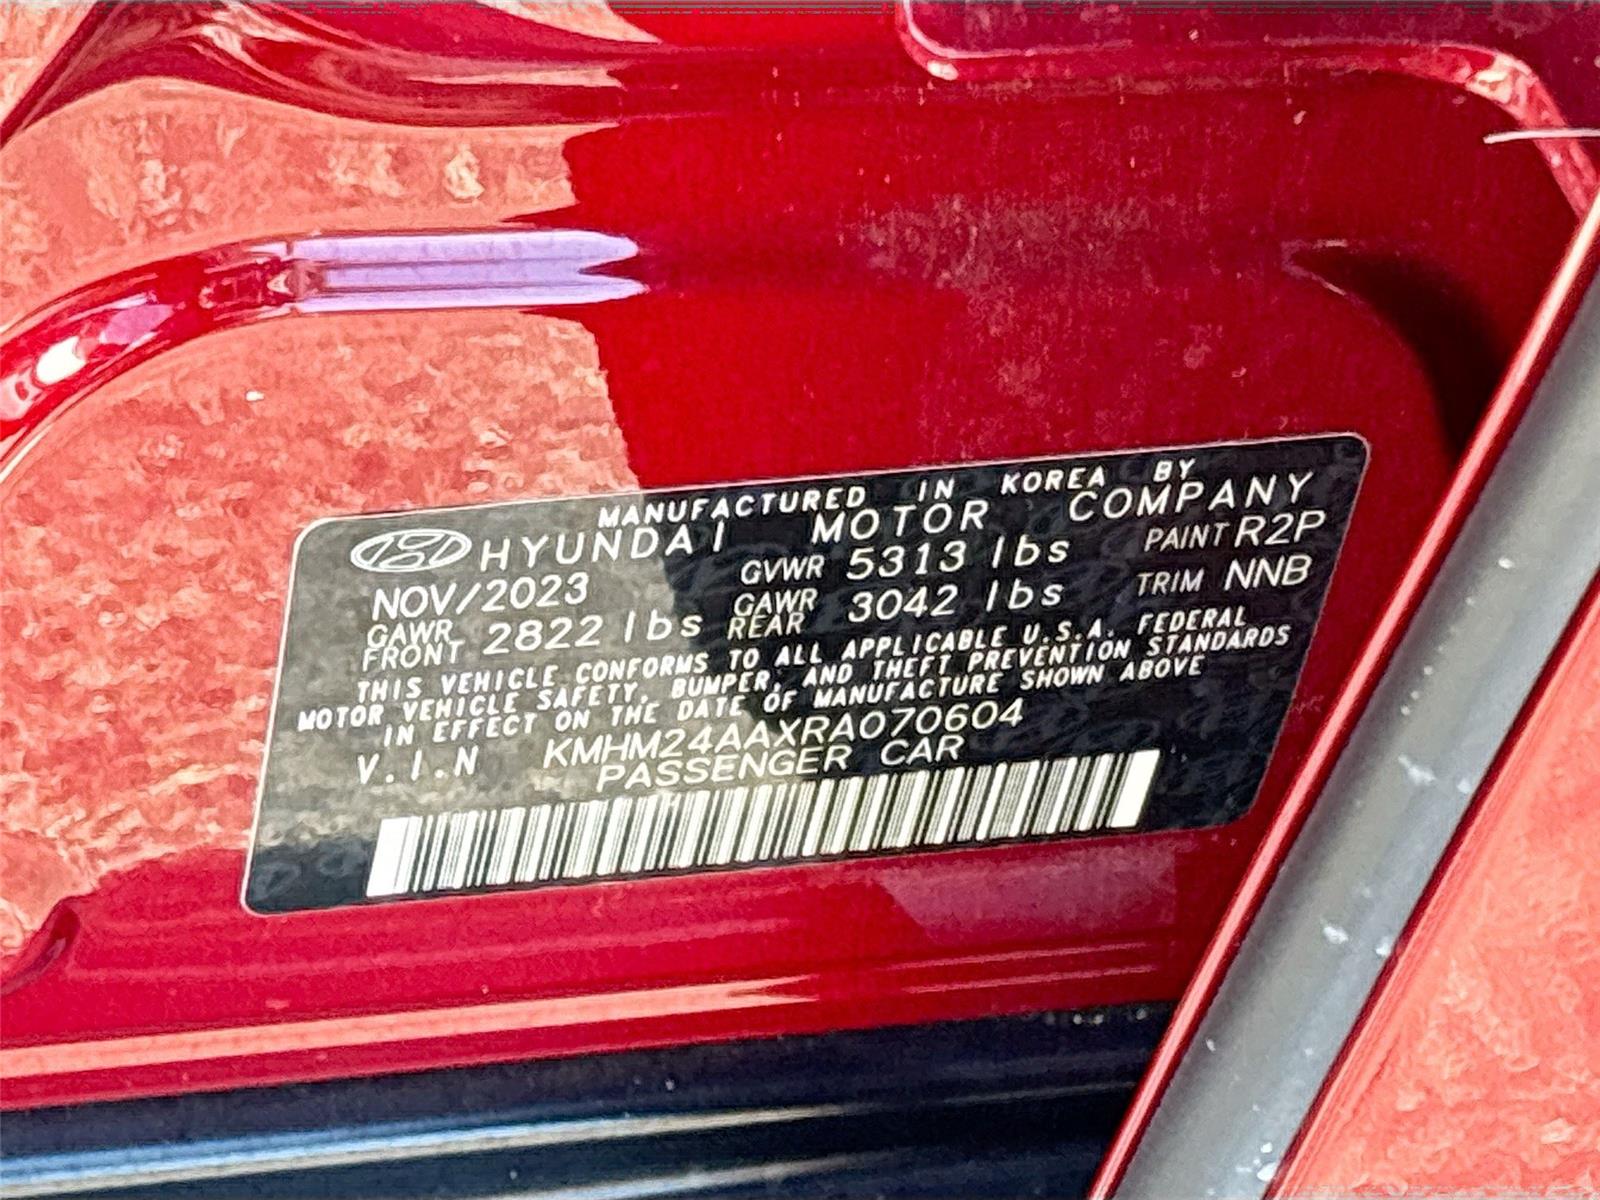 MANUFACTURED IN KOREA BY
HYUNDAI MOTOR COMPANY
NOV/2023 GVWR 5313 lbs PAINT R2P
GAWR FRONT 2822 lbs GAWR REAR 3042 lbs TRIM NNB
THIS VEHICLE CONFORMS TO ALL APPLICABLE U.S.A. FEDERAL
MOTOR VEHICLE SAFETY, BUMPER, AND THEFT PREVENTION STANDARDS
IN EFFECT ON THE DATE OF MANUFACTURE SHOWN ABOVE
V.I.N KMHM24AAXRA070604
PASSENGER CAR